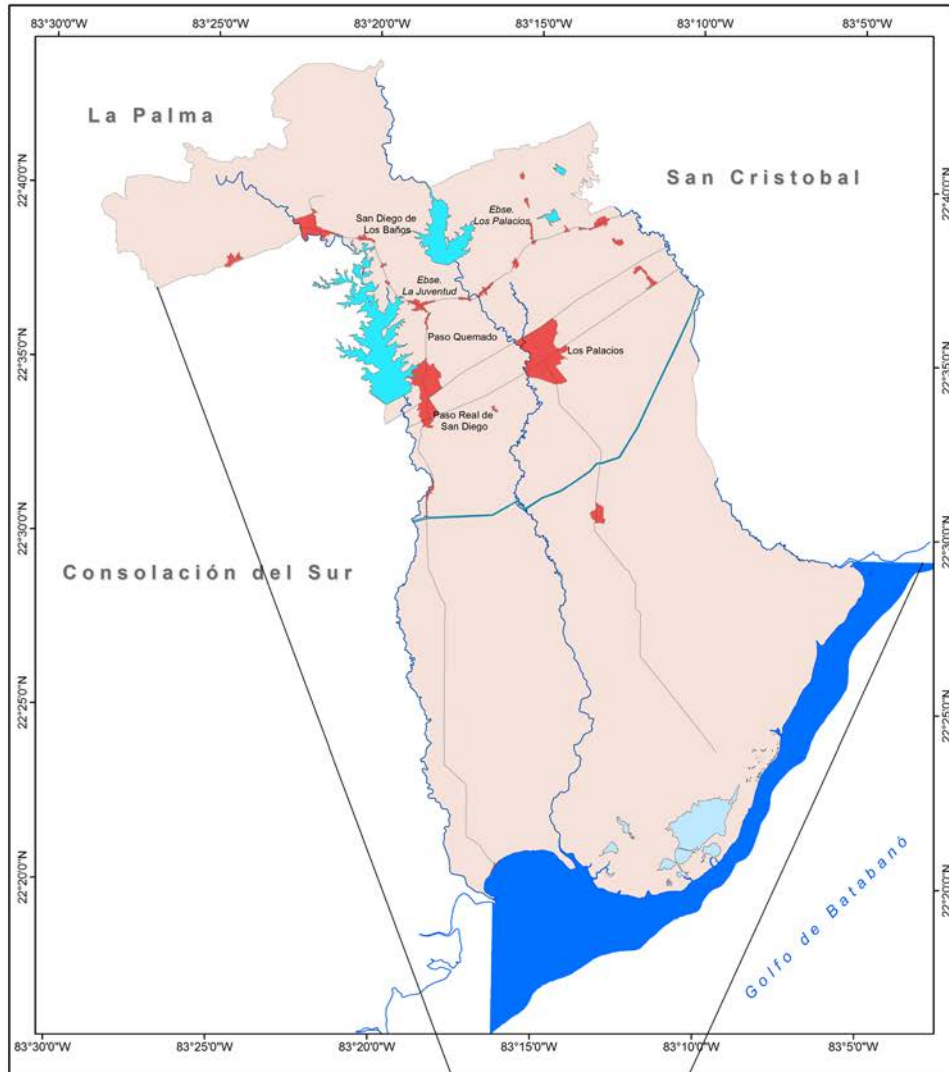 83°30'0"W 83°25'0"W 83°20'0"W 83°15'0"W 83°10'0"W 83°5'0"W
La Palma
22°40'0"N
22°40'0"N
San Cristobal
San Diego de
Los Baños
Ebse.
Los Palacios
Ebse.
La Juventud
Paso Quemado
Los Palacios
22°35'0"N
22°35'0"N
Paso Real de
San Diego
22°30'0"N
22°30'0"N
Consolación del Sur
22°25'0"N
22°25'0"N
22°20'0"N
22°20'0"N
Golfo de Batabanó
83°30'0"W 83°25'0"W 83°20'0"W 83°15'0"W 83°10'0"W 83°5'0"W